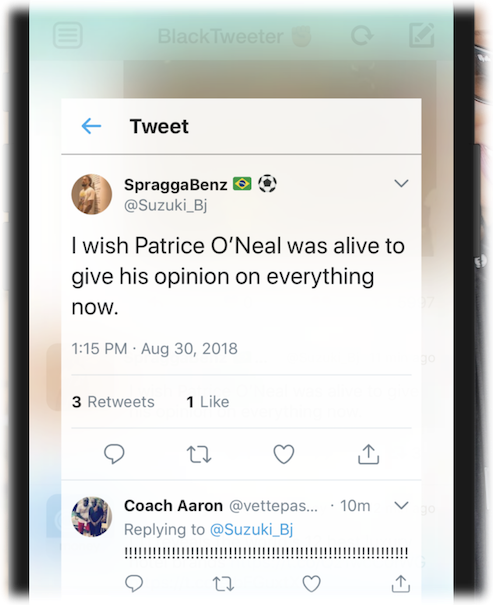 BlackTweeter
Tweet
SpraggaBenz 🇧🇷 ⚽
@Suzuki_Bj
I wish Patrice O’Neal was alive to
give his opinion on everything
now.
1:15 PM · Aug 30, 2018
3 Retweets 1 Like
Coach Aaron @vettepas... · 10m
Replying to @Suzuki_Bj
!!!!!!!!!!!!!!!!!!!!!!!!!!!!!!!!!!!!!!!!!!!!!!!!!!!!!!!!!!!!!!!!